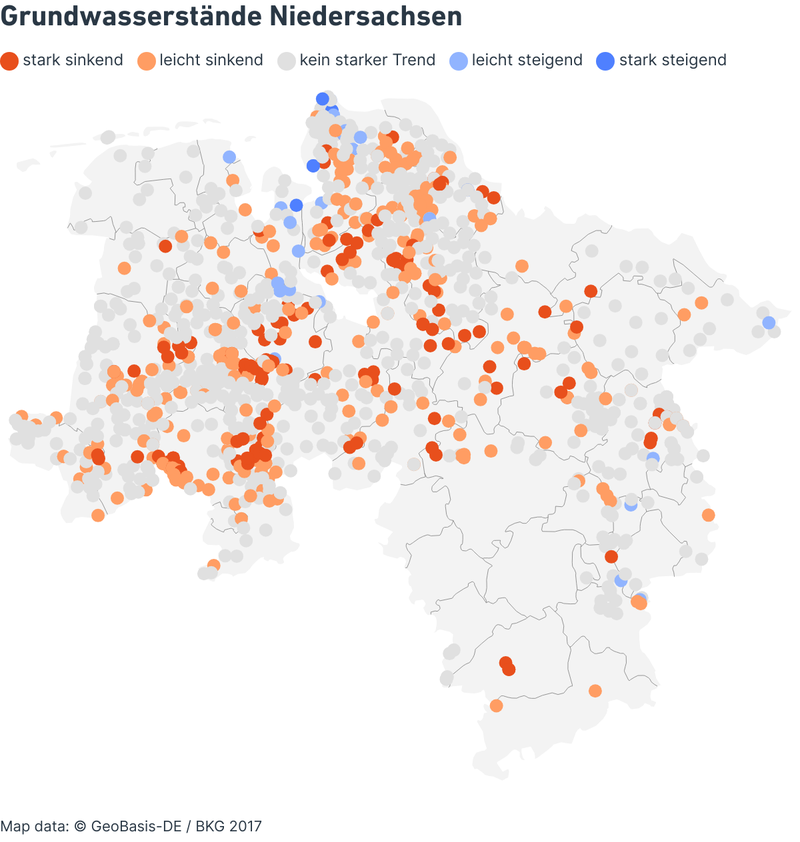 Grundwasserstände Niedersachsen
stark sinkend leicht sinkend kein starker Trend leicht steigend stark steigend
Map data: © GeoBasis-DE / BKG 2017